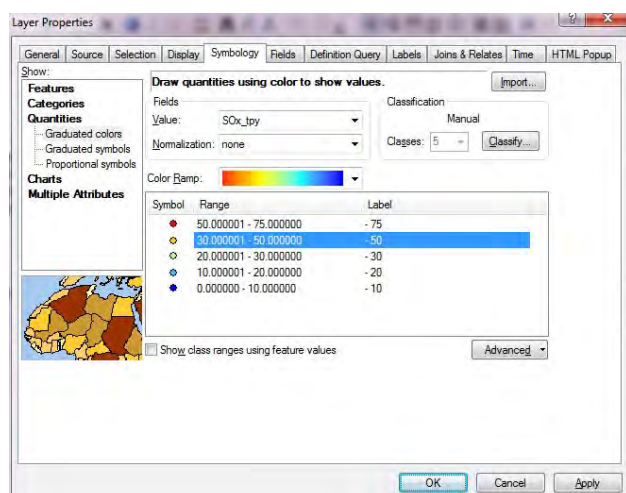 Layer Properties
General Source Selection Display Symbology Fields Definition Query Labels Joins & Relates Time HTML Popup
Show:
Features
Categories
Quantities
Graduated colors
Graduated symbols
Proportional symbols
Charts
Multiple Attributes
Draw quantities using color to show values.
Import...
Fields
Value: SOx_tpy
Normalization: none
Classification
Manual
Classes: 5 Classify...
Color Ramp:
Symbol Range Label
50.000001 - 75.000000 - 75
30.000001 - 50.000000 - 50
20.000001 - 30.000000 - 30
10.000001 - 20.000000 - 20
0.000000 - 10.000000 - 10
Show class ranges using feature values
Advanced
OK Cancel Apply